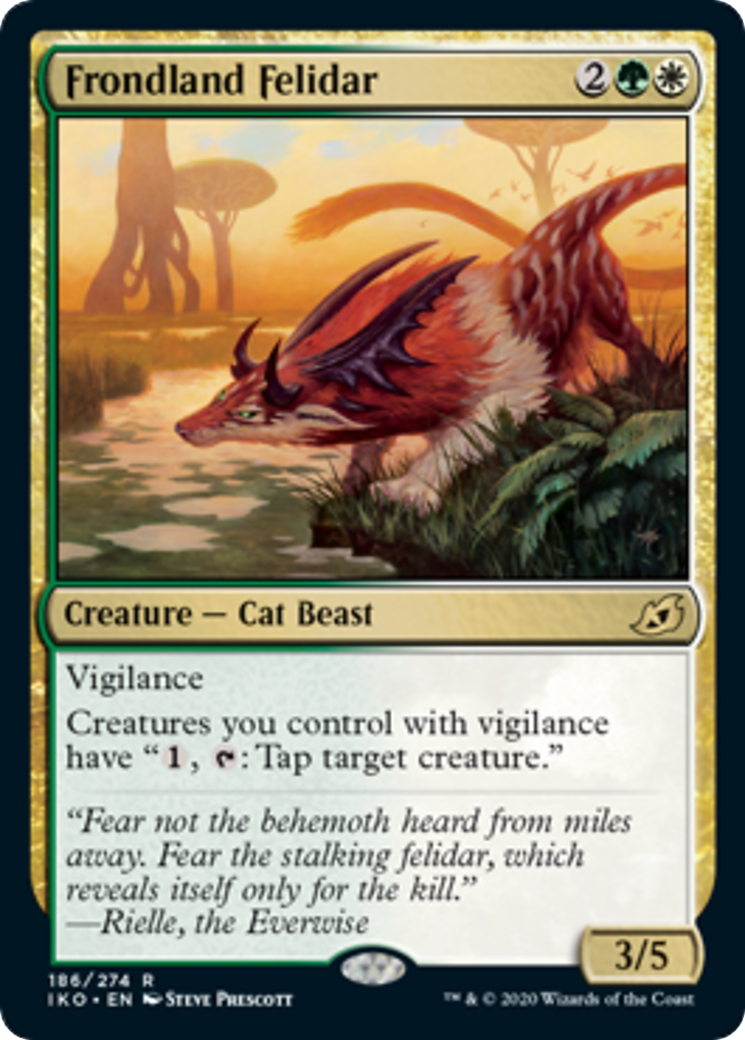 Frondland Felidar 2
Creature — Cat Beast
Vigilance
Creatures you control with vigilance
have “1, : Tap target creature.”
“Fear not the behemoth heard from miles
away. Fear the stalking felidar, which
reveals itself only for the kill.”
—Rielle, the Everwise
3/5
186/274 R
IKO • EN Steve Prescott
™ & © 2020 Wizards of the Coast